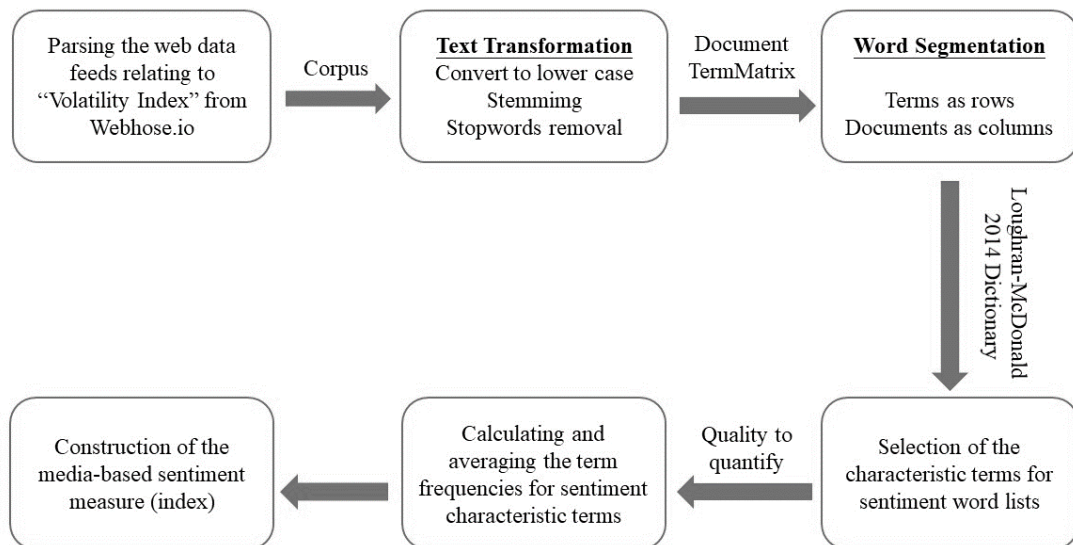 Parsing the web data
feeds relating to
“Volatility Index” from
Webhose.io
Corpus
Text Transformation
Convert to lower case
Stemmimg
Stopwords removal
Document
TermMatrix
Word Segmentation
Terms as rows
Documents as columns
Loughran-McDonald
2014 Dictionary
Selection of the
characteristic terms for
sentiment word lists
Quality to
quantify
Calculating and
averaging the term
frequencies for sentiment
characteristic terms
Construction of the
media-based sentiment
measure (index)